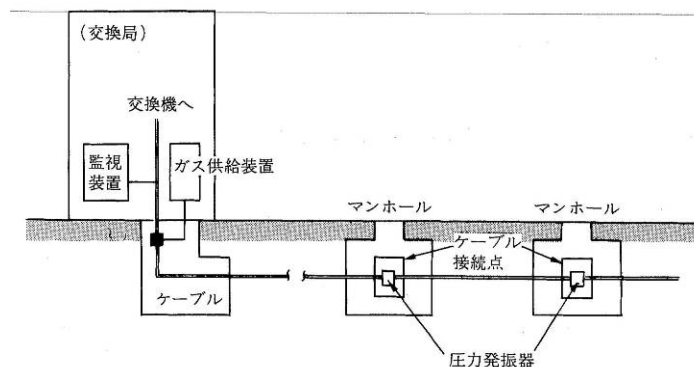 (交換局)
交換機へ
監視
装置
ガス供給装置
マンホール
マンホール
ケーブル
接続点
ケーブル
圧力発振器